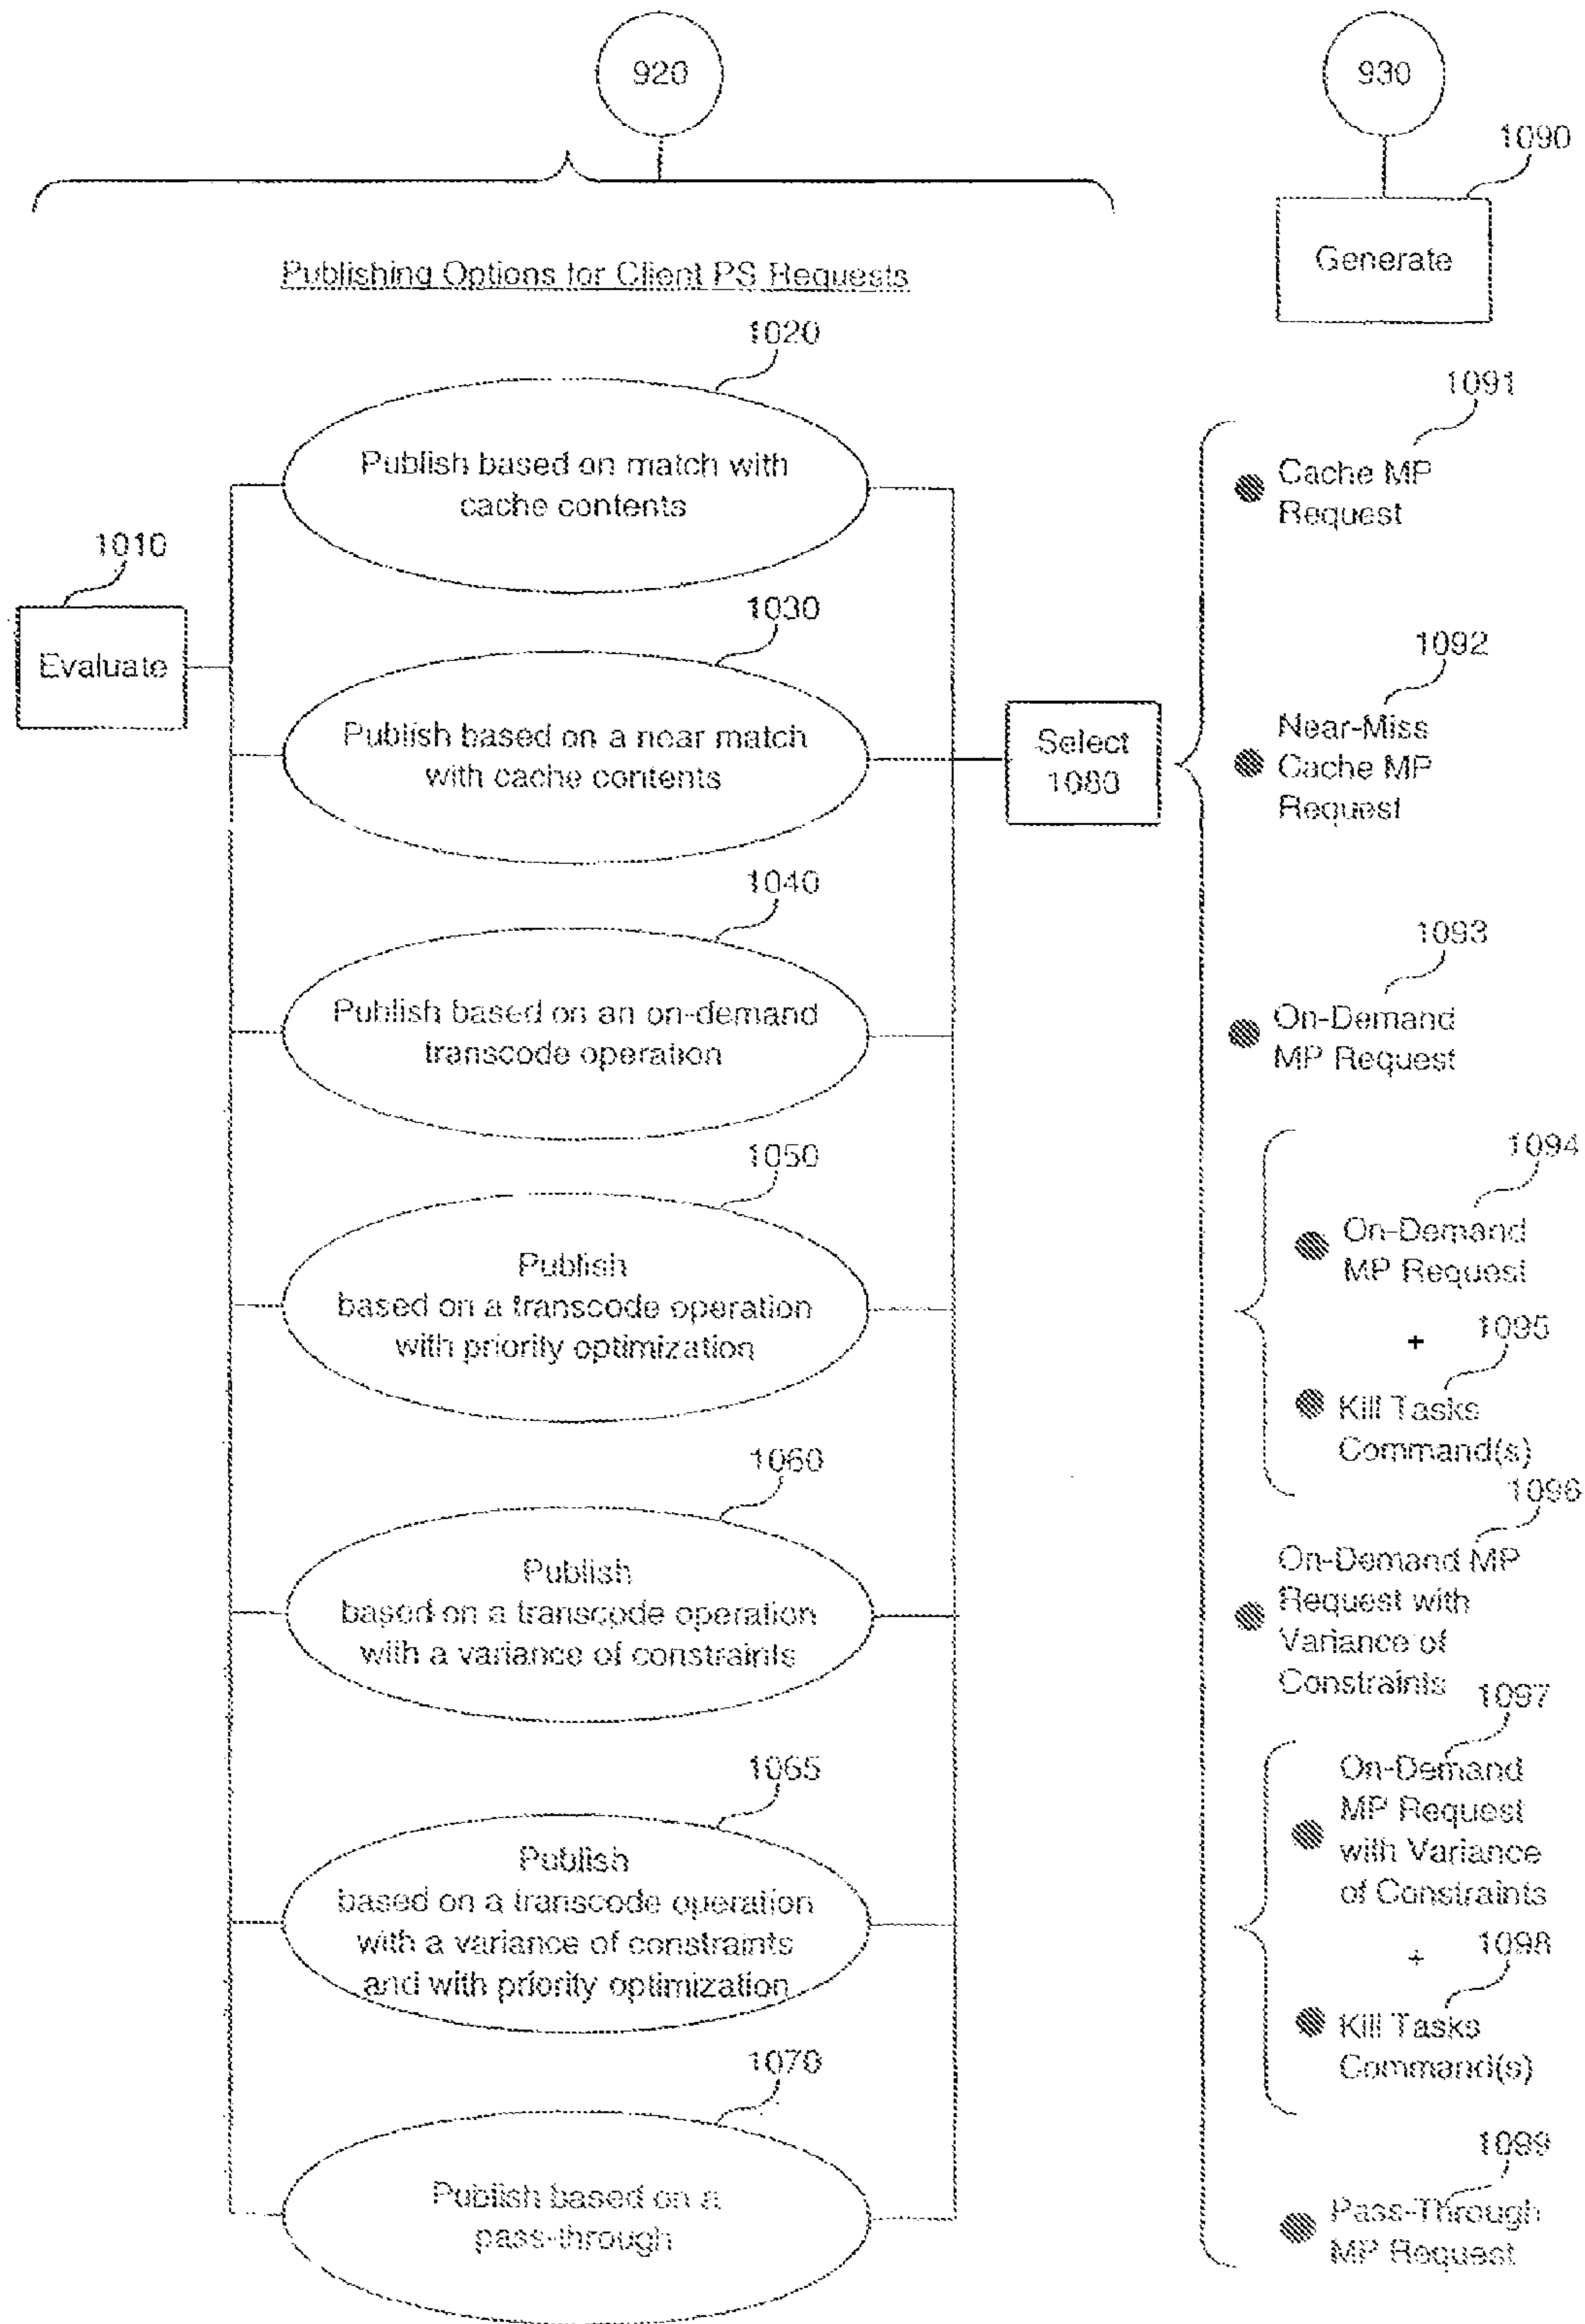 920
930
1090
Generate
Publishing Options for Client PS Requests
1020
Publish based on match with
cache contents
1010
Evaluate
1030
Publish based on a near match
with cache contents
Select
1080
1040
Publish based on an on-demand
transcode operation
1050
Publish
based on a transcode operation
with priority optimization
1060
Publish
based on a transcode operation
with a variance of constraints
1065
Publish
based on a transcode operation
with a variance of constraints
and with priority optimization
1070
Publish based on a
pass-through
1091
Cache MP
Request
1092
Near-Miss
Cache MP
Request
1093
On-Demand
MP Request
1094
On-Demand
MP Request
+
1095
Kill Tasks
Command(s)
1096
On-Demand MP
Request with
Variance of
Constraints
1097
On-Demand
MP Request
with Variance
of Constraints
+
1098
Kill Tasks
Command(s)
1099
Pass-Through
MP Request